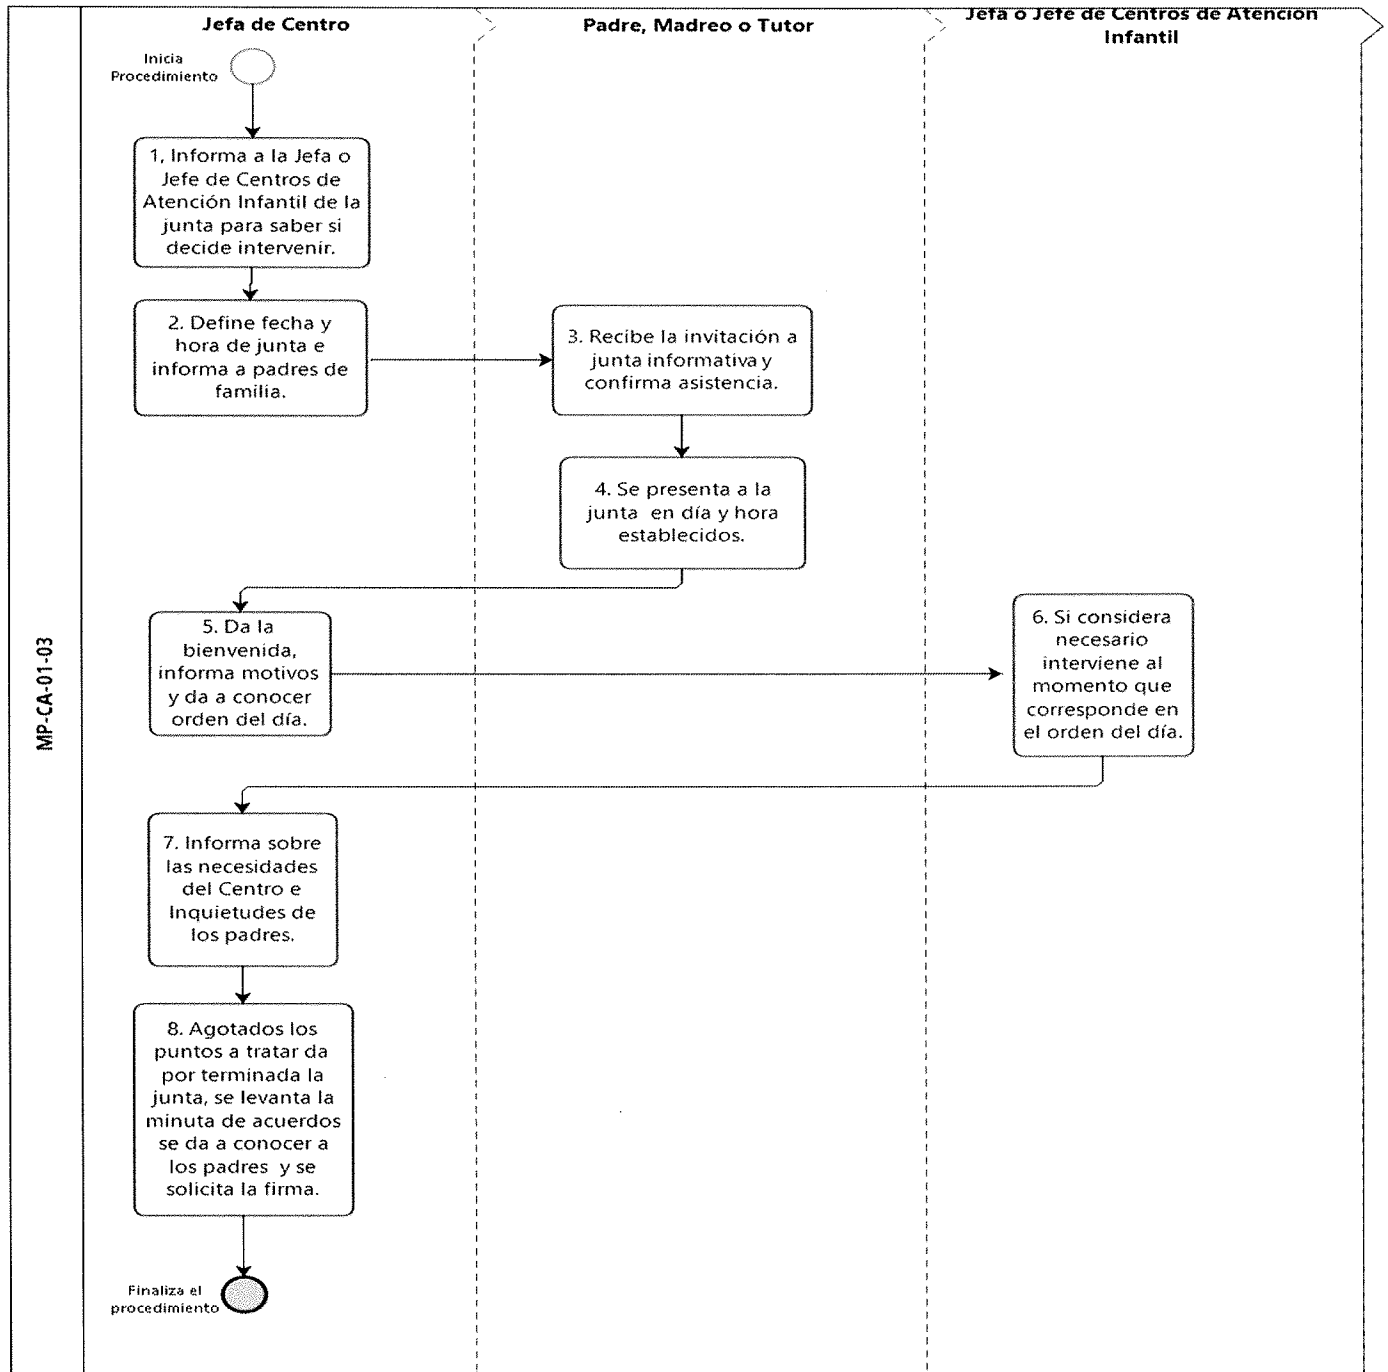 Jefa de Centro
Padre, Madreo o Tutor
Jefa o Jefe de Centros de Atención
Infantil
MP-CA-01-03
Inicia
Procedimiento
1, Informa a la Jefa o
Jefe de Centros de
Atención Infantil de la
junta para saber si
decide intervenir.
2. Define fecha y
hora de junta e
informa a padres de
familia.
3. Recibe la invitación a
junta informativa y
confirma asistencia.
4. Se presenta a la
junta en día y hora
establecidos.
5. Da la
bienvenida,
informa motivos
y da a conocer
orden del día.
6. Si considera
necesario
interviene al
momento que
corresponde en
el orden del día.
7. Informa sobre
las necesidades
del Centro e
Inquietudes de
los padres.
8. Agotados los
puntos a tratar da
por terminada la
junta, se levanta la
minuta de acuerdos
se da a conocer a
los padres y se
solicita la firma.
Finaliza el
procedimiento